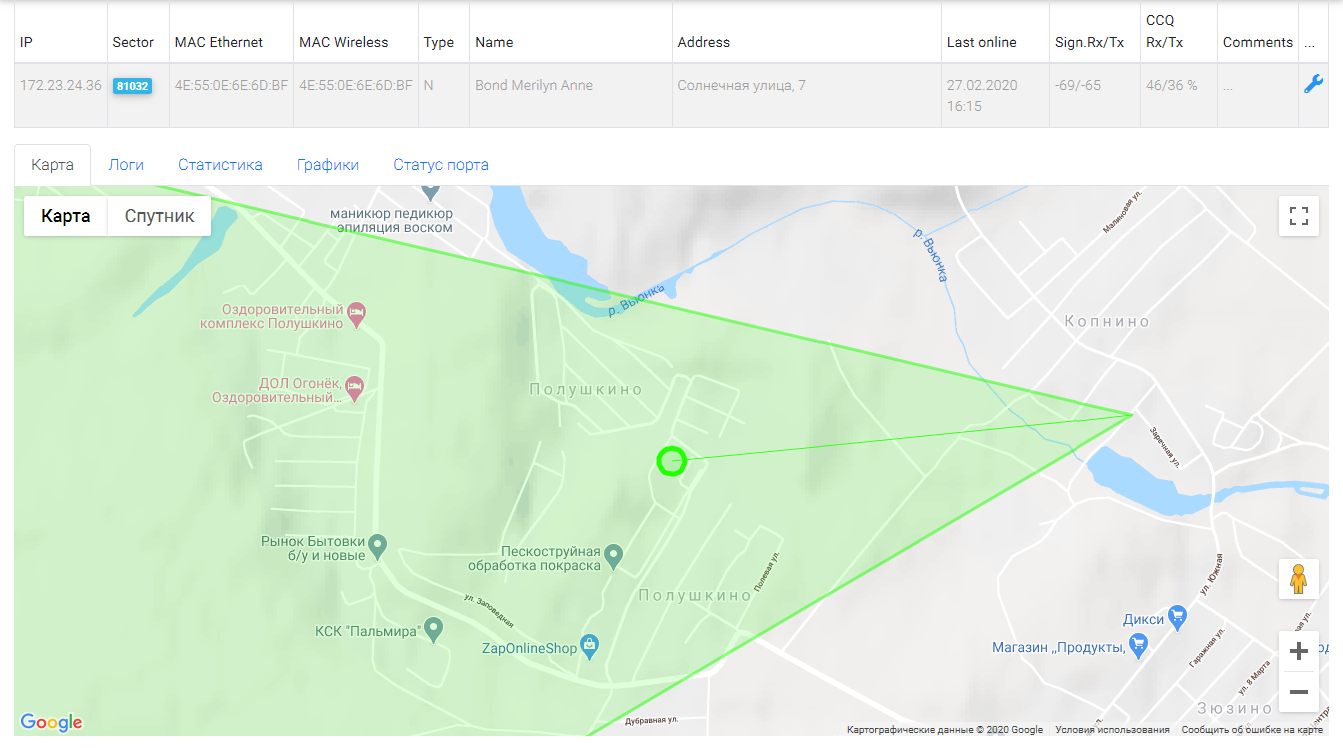 IP Sector MAC Ethernet MAC Wireless Type Name Address Last online Sign.Rx/Tx CCQ Rx/Tx Comments ...
172.23.24.36 81032 4E:55:0E:6E:6D:BF 4E:55:0E:6E:6D:BF N Bond Merilyn Anne Солнечная улица, 7 27.02.2020 16:15 -69/-65 46/36 % ...
Карта Логи Статистика Графики Статус порта
Карта Спутник
маникюр педикюр
эпиляция воском
Малиновая ул.
р. Вьюнка
р. Вьюнка
Оздоровительный
комплекс Полушкино
Копнино
ДОЛ Огонёк,
Оздоровительный...
Полушкино
Заречная ул.
Рынок Бытовки
б/у и новые
Пескоструйная
обработка покраска
Полевая ул.
ул. Южная
Полушкино
ул. Заповедная
КСК "Пальмира"
ZapOnlineShop
Дикси
Магазин „Продукты,
Гаражная ул.
ул. 8 Марта
Зюзино
Дубравная ул.
Google
Картографические данные © 2020 Google Условия использования Сообщить об ошибке на карте